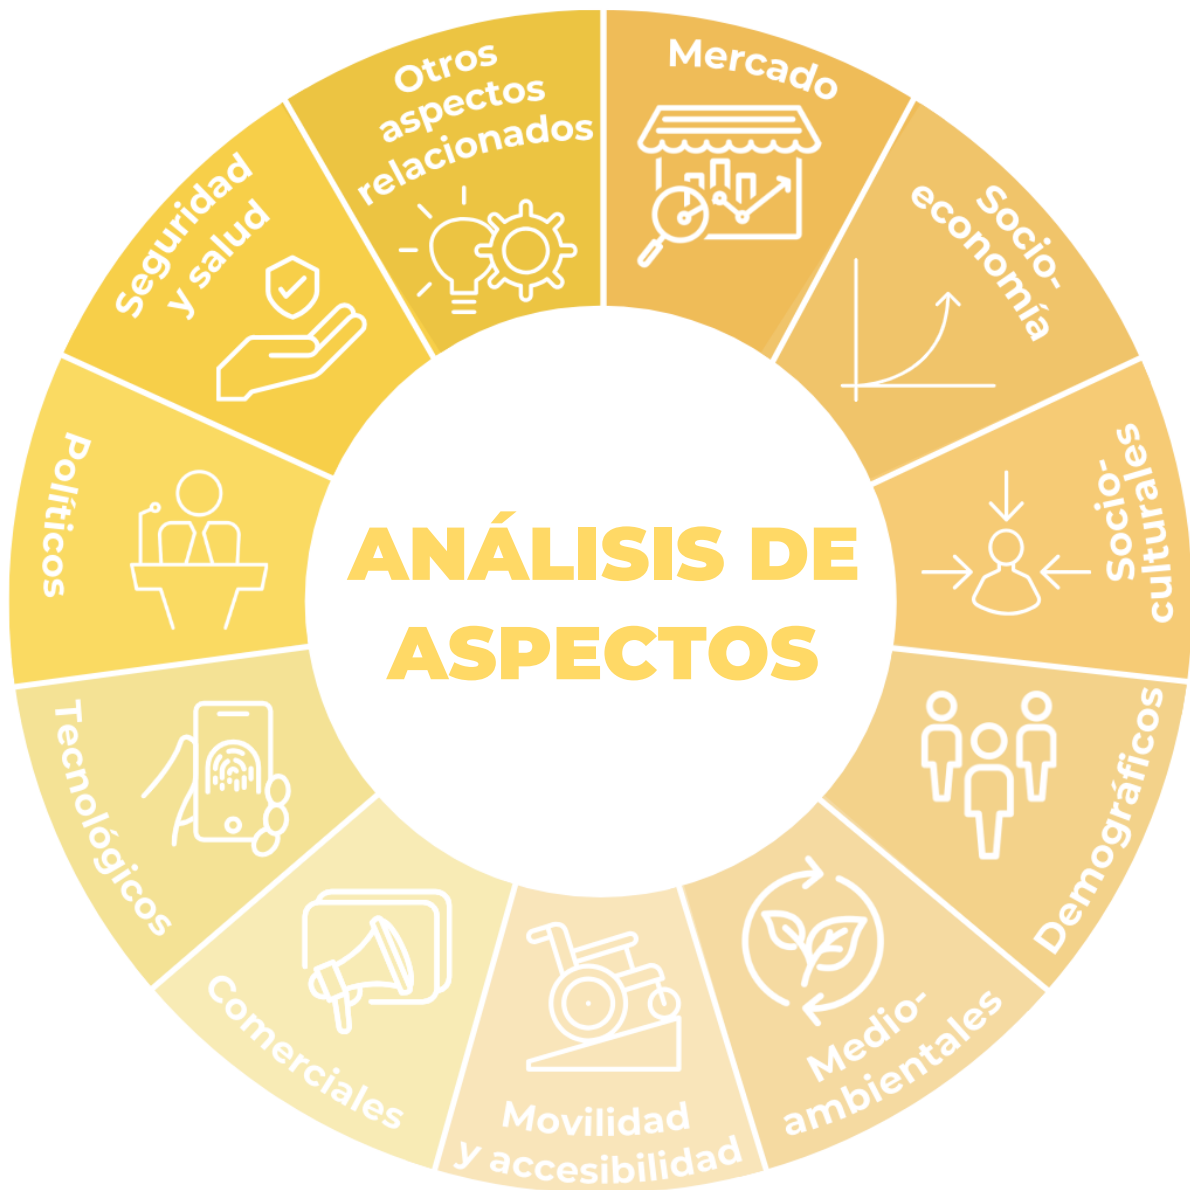 ANÁLISIS DE
ASPECTOS
Mercado
Socio-
economía
Socio-
culturales
Demográficos
Medio-
ambientales
Movilidad
y accesibilidad
Comerciales
Tecnológicos
Políticos
Seguridad
y salud
Otros
aspectos
relacionados